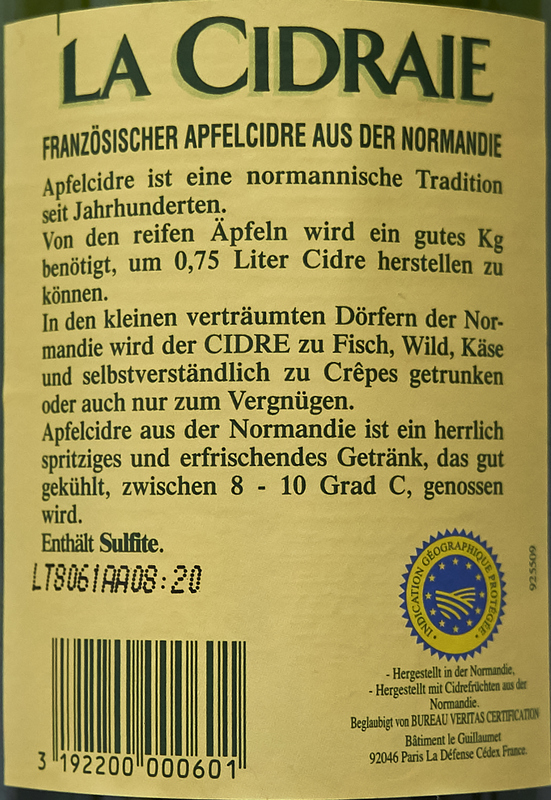 LA CIDRAIE
FRANZÖSISCHER APFELCIDRE AUS DER NORMANDIE
Apfelcidre ist eine normannische Tradition
seit Jahrhunderten.
Von den reifen Äpfeln wird ein gutes Kg
benötigt, um 0,75 Liter Cidre herstellen zu
können.
In den kleinen verträumten Dörfern der Nor-
mandie wird der CIDRE zu Fisch, Wild, Käse
und selbstverständlich zu Crêpes getrunken
oder auch nur zum Vergnügen.
Apfelcidre aus der Normandie ist ein herrlich
spritziges und erfrischendes Getränk, das gut
gekühlt, zwischen 8 - 10 Grad C, genossen
wird.
Enthält Sulfite.
LT8061AA08:20
INDICATION GÉOGRAPHIQUE PROTÉGÉE
925509
- Hergestellt in der Normandie,
- Hergestellt mit Cidrefrüchten aus der
Normandie.
Beglaubigt von BUREAU VERITAS CERTIFICATION
Bâtiment le Guillaumet
92046 Paris La Défense Cédex France.
3 192200 000601